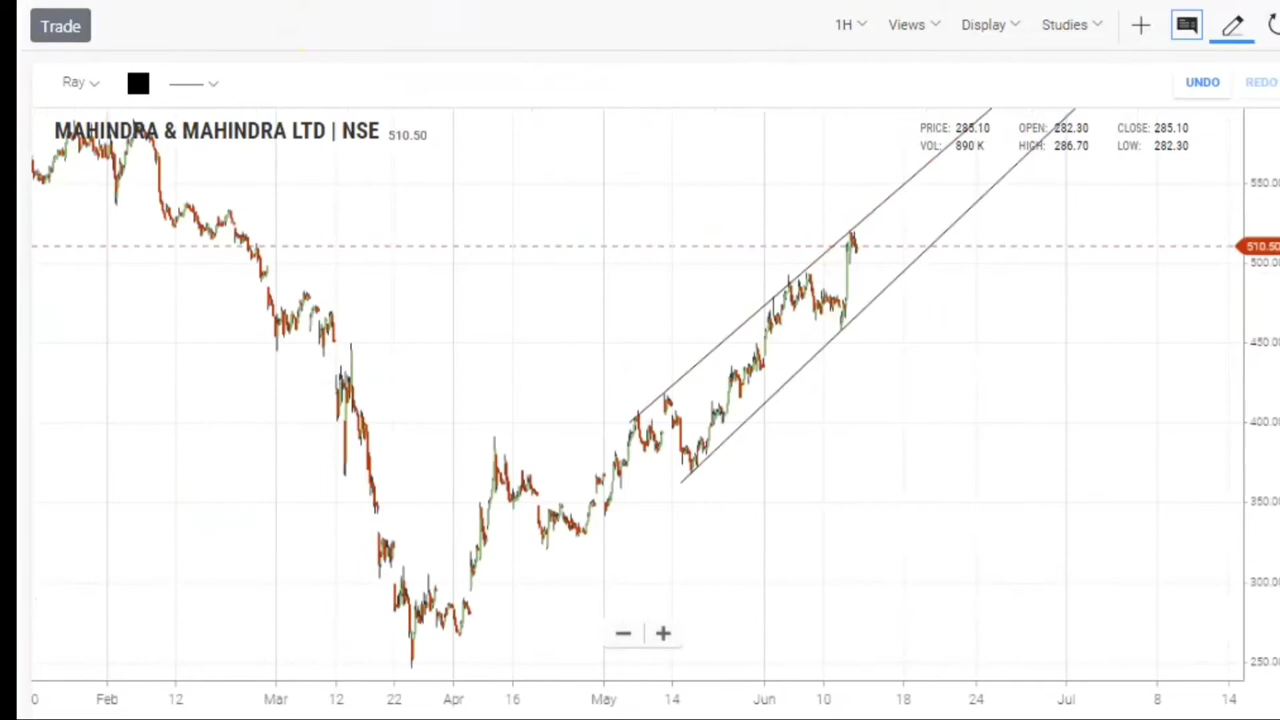 Trade 1H Views Display Studies
Ray UNDO REDO
MAHINDRA & MAHINDRA LTD | NSE 510.50
PRICE: 285.10 OPEN: 282.30 CLOSE: 285.10
VOL: 890 K HIGH: 286.70 LOW: 282.30
550.00
510.50
500.00
450.00
400.00
350.00
300.00
250.00
0 Feb 12 Mar 12 22 Apr 16 May 14 Jun 10 18 24 Jul 8 14